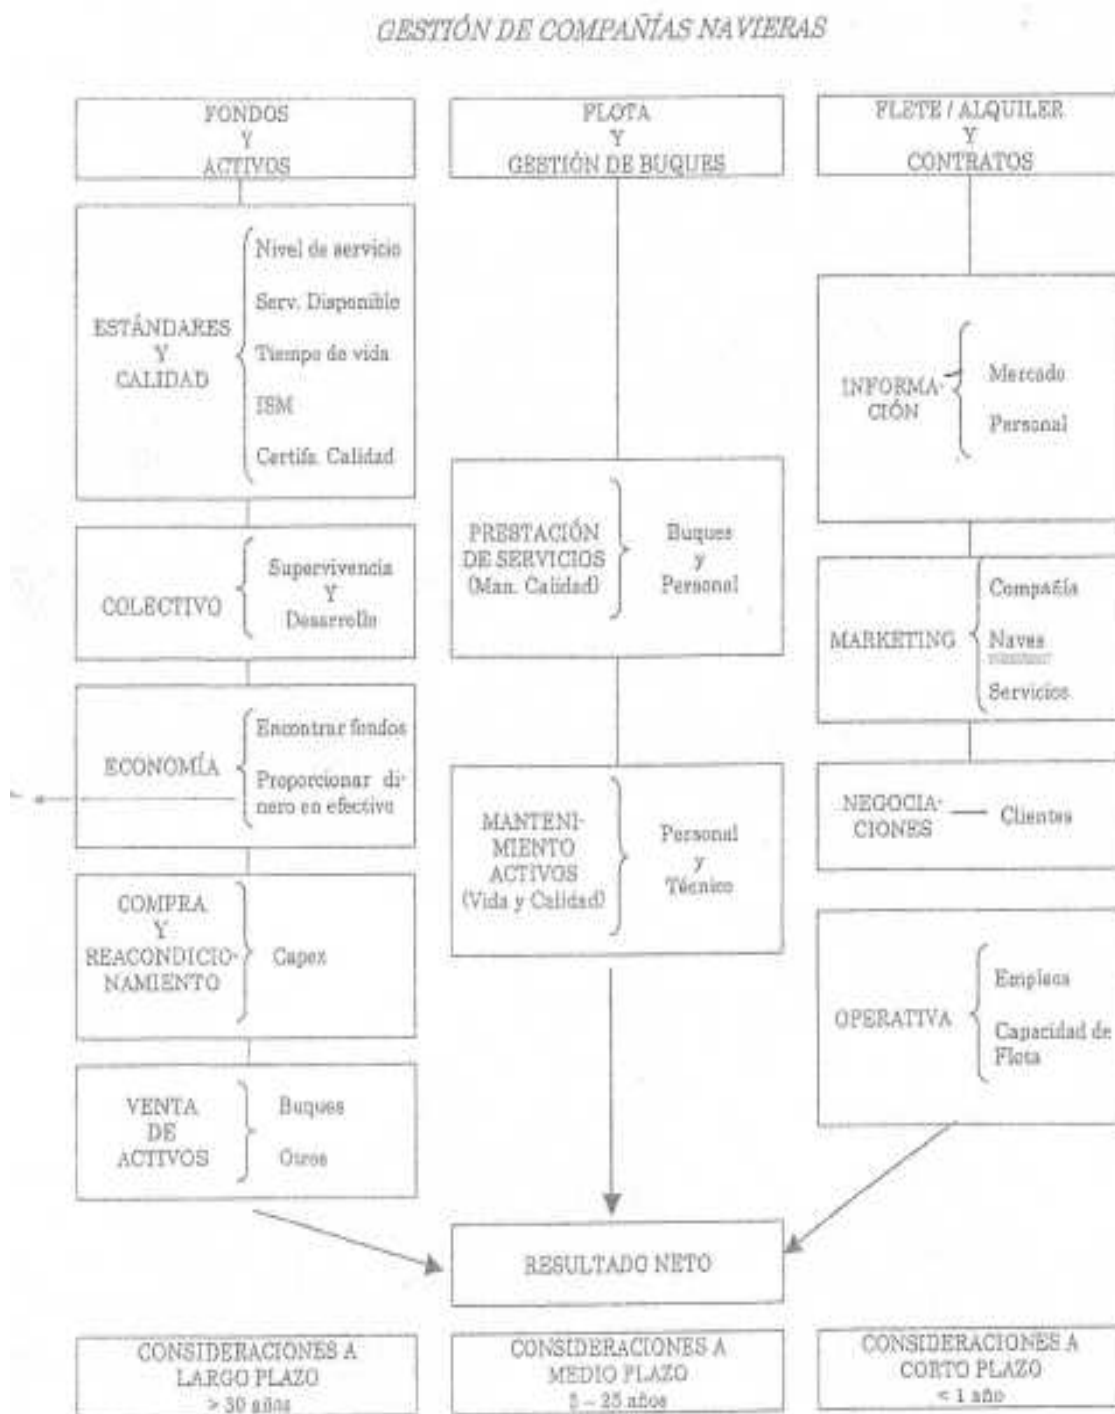 GESTIÓN DE COMPAÑÍAS NAVIERAS
FONDOS
Y
ACTIVOS
ESTÁNDARES
Y
CALIDAD
Nivel de servicio
Serv. Disponible
Tiempo de vida
ISM
Certifs. Calidad
COLECTIVO
Supervivencia
Y
Desarrollo
ECONOMÍA
Encontrar fondos
Proporcionar di-
nero en efectivo
COMPRA
Y
REACONDICIO-
NAMIENTO
Capex
VENTA
DE
ACTIVOS
Buques
Otros
FLOTA
Y
GESTIÓN DE BUQUES
PRESTACIÓN
DE SERVICIOS
(Man. Calidad)
Buques
y
Personal
MANTENI-
MIENTO
ACTIVOS
(Vida y Calidad)
Personal
y
Técnico
FLETE / ALQUILER
Y
CONTRATOS
INFORMA-
CIÓN
Mercado
Personal
MARKETING
Compañía
Naves
Servicios
NEGOCIA-
CIONES
Clientes
OPERATIVA
Empleos
Capacidad de
Flota
RESULTADO NETO
CONSIDERACIONES A
LARGO PLAZO
> 30 años
CONSIDERACIONES A
MEDIO PLAZO
5 – 25 años
CONSIDERACIONES A
CORTO PLAZO
< 1 año